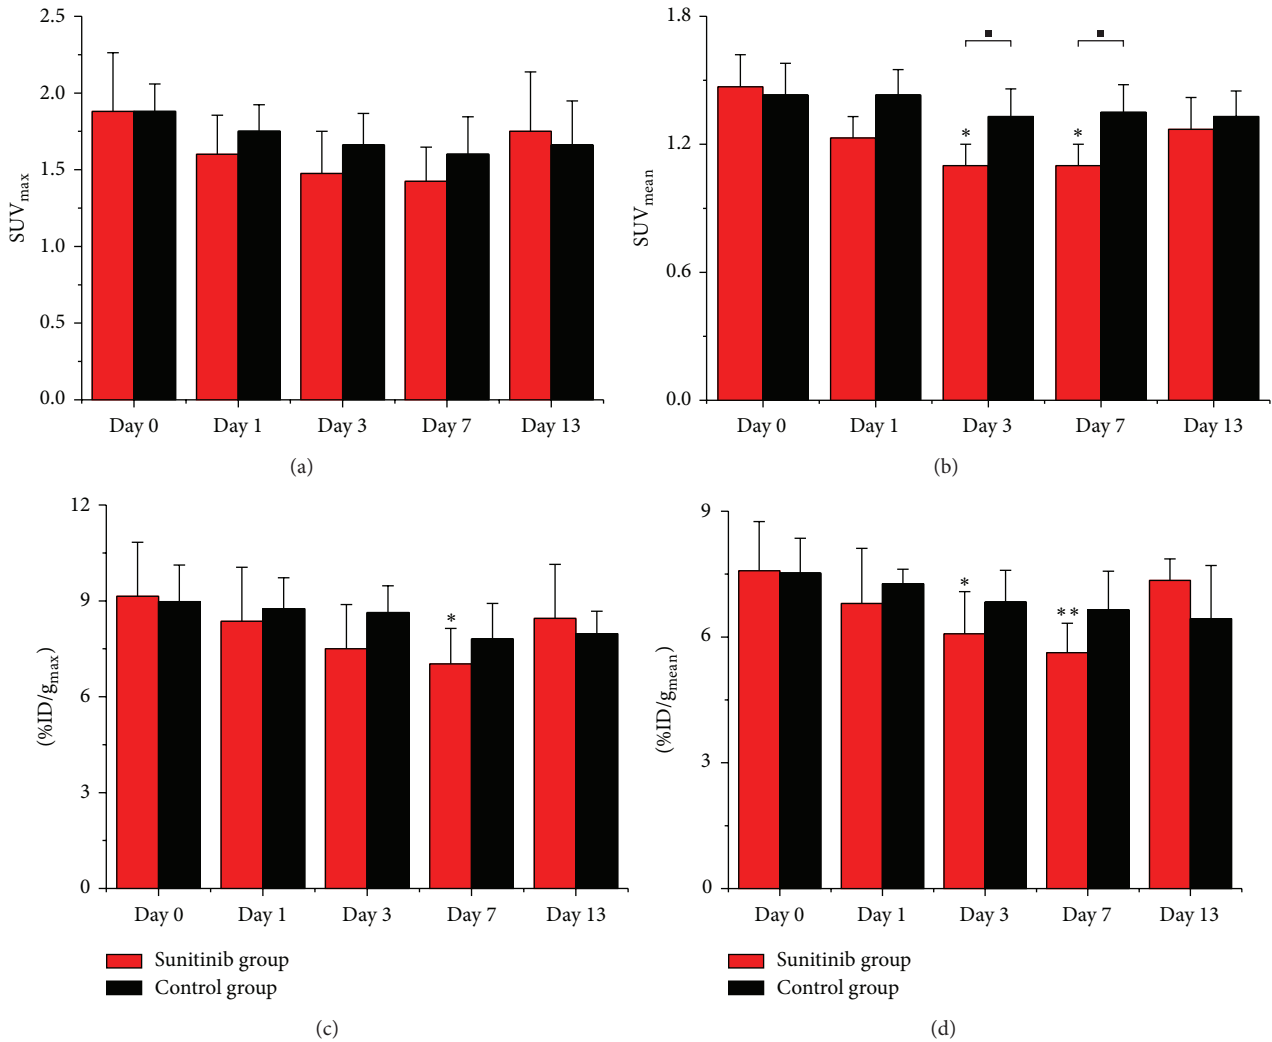 2.5
2.0
1.5
1.0
0.5
0.0
SUVmax
Day 0 Day 1 Day 3 Day 7 Day 13
(a)
1.8
1.2
0.6
0.0
SUVmean
* *
Day 0 Day 1 Day 3 Day 7 Day 13
(b)
12
9
6
3
0
(%ID/gmax)
*
Day 0 Day 1 Day 3 Day 7 Day 13
Sunitinib group
Control group
(c)
9
6
3
0
(%ID/gmean)
*
**
Day 0 Day 1 Day 3 Day 7 Day 13
Sunitinib group
Control group
(d)